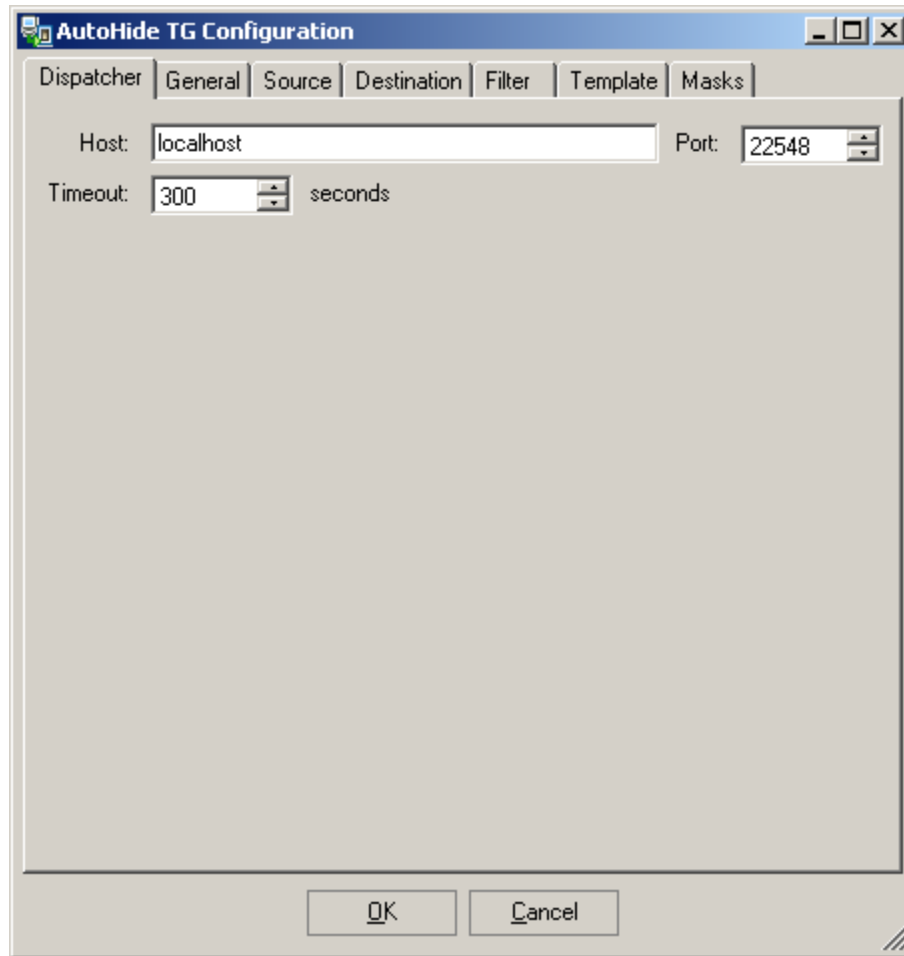 AutoHide TG Configuration
Dispatcher General Source Destination Filter Template Masks
Host: localhost Port: 22548
Timeout: 300 seconds
OK Cancel